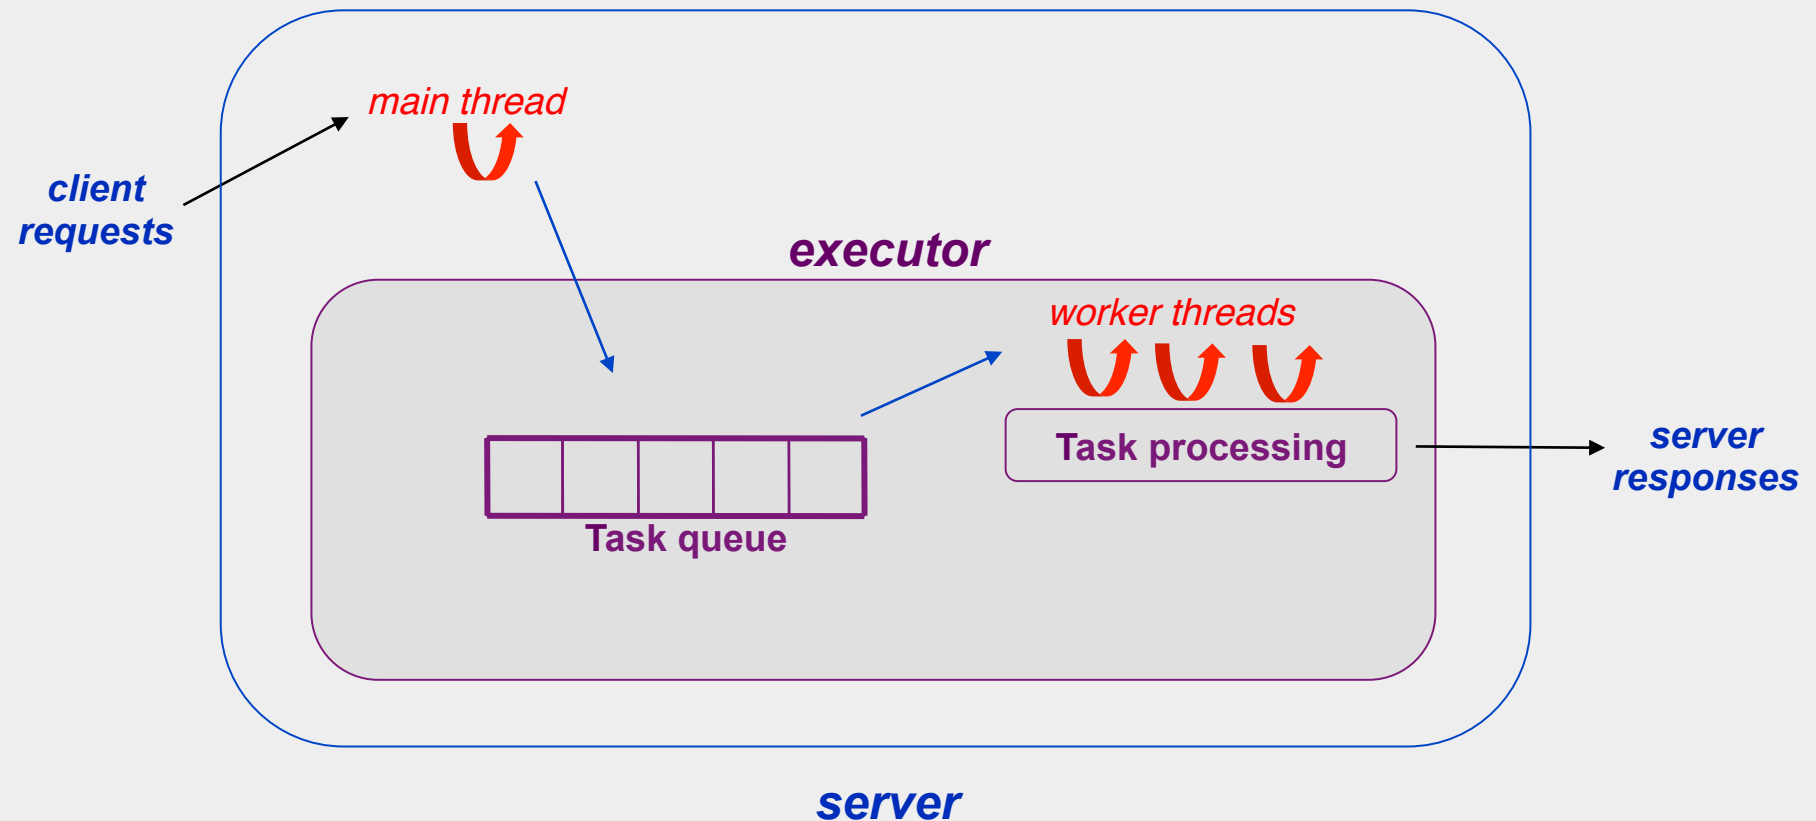 main thread
client
requests
executor
worker threads
Task processing
server
responses
Task queue
server